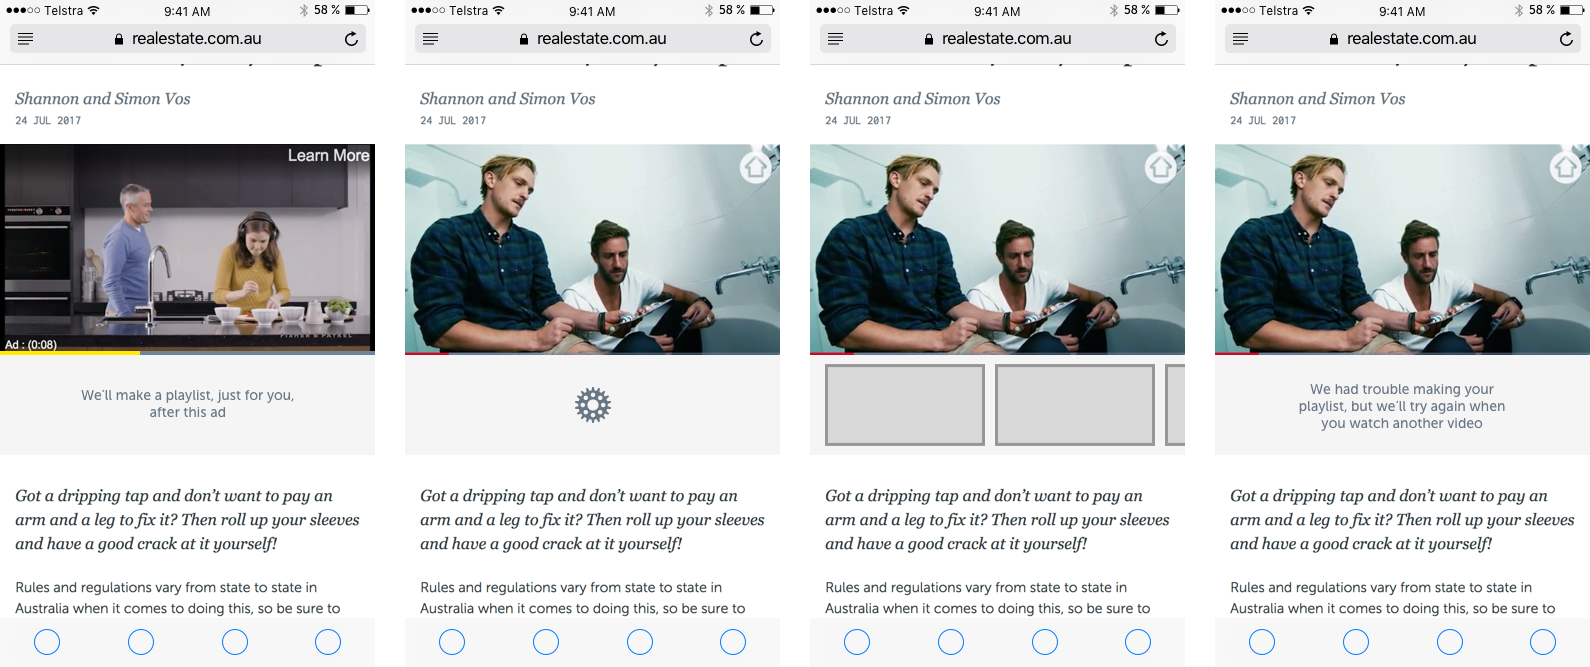 ●●●○○ Telstra 9:41 AM 58 %
realestate.com.au
Shannon and Simon Vos
24 JUL 2017
Learn More
Ad : (0:08)
We'll make a playlist, just for you,
after this ad
Got a dripping tap and don't want to pay an
arm and a leg to fix it? Then roll up your sleeves
and have a good crack at it yourself!
Rules and regulations vary from state to state in
Australia when it comes to doing this, so be sure to
●●●○○ Telstra 9:41 AM 58 %
realestate.com.au
Shannon and Simon Vos
24 JUL 2017
Got a dripping tap and don't want to pay an
arm and a leg to fix it? Then roll up your sleeves
and have a good crack at it yourself!
Rules and regulations vary from state to state in
Australia when it comes to doing this, so be sure to
●●●○○ Telstra 9:41 AM 58 %
realestate.com.au
Shannon and Simon Vos
24 JUL 2017
Got a dripping tap and don't want to pay an
arm and a leg to fix it? Then roll up your sleeves
and have a good crack at it yourself!
Rules and regulations vary from state to state in
Australia when it comes to doing this, so be sure to
●●●○○ Telstra 9:41 AM 58 %
realestate.com.au
Shannon and Simon Vos
24 JUL 2017
We had trouble making your
playlist, but we'll try again when
you watch another video
Got a dripping tap and don't want to pay an
arm and a leg to fix it? Then roll up your sleeves
and have a good crack at it yourself!
Rules and regulations vary from state to state in
Australia when it comes to doing this, so be sure to